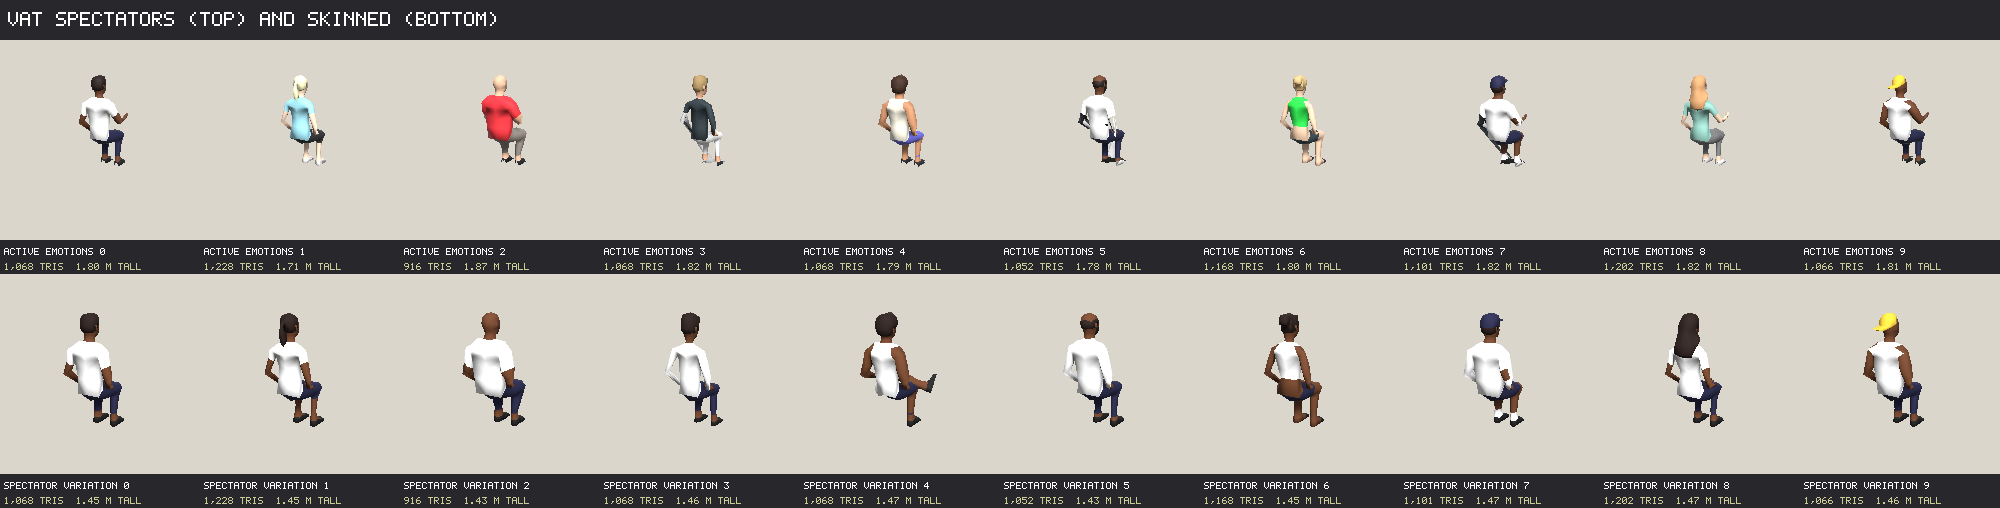 VAT SPECTATORS (TOP) AND SKINNED (BOTTOM)
ACTIVE EMOTIONS 0
1,068 TRIS 1.80 M TALL
ACTIVE EMOTIONS 1
1,228 TRIS 1.71 M TALL
ACTIVE EMOTIONS 2
916 TRIS 1.87 M TALL
ACTIVE EMOTIONS 3
1,068 TRIS 1.82 M TALL
ACTIVE EMOTIONS 4
1,068 TRIS 1.79 M TALL
ACTIVE EMOTIONS 5
1,052 TRIS 1.78 M TALL
ACTIVE EMOTIONS 6
1,168 TRIS 1.80 M TALL
ACTIVE EMOTIONS 7
1,101 TRIS 1.82 M TALL
ACTIVE EMOTIONS 8
1,202 TRIS 1.82 M TALL
ACTIVE EMOTIONS 9
1,066 TRIS 1.81 M TALL
SPECTATOR VARIATION 0
1,068 TRIS 1.45 M TALL
SPECTATOR VARIATION 1
1,228 TRIS 1.45 M TALL
SPECTATOR VARIATION 2
916 TRIS 1.43 M TALL
SPECTATOR VARIATION 3
1,068 TRIS 1.46 M TALL
SPECTATOR VARIATION 4
1,068 TRIS 1.47 M TALL
SPECTATOR VARIATION 5
1,052 TRIS 1.43 M TALL
SPECTATOR VARIATION 6
1,168 TRIS 1.45 M TALL
SPECTATOR VARIATION 7
1,101 TRIS 1.47 M TALL
SPECTATOR VARIATION 8
1,202 TRIS 1.47 M TALL
SPECTATOR VARIATION 9
1,066 TRIS 1.46 M TALL